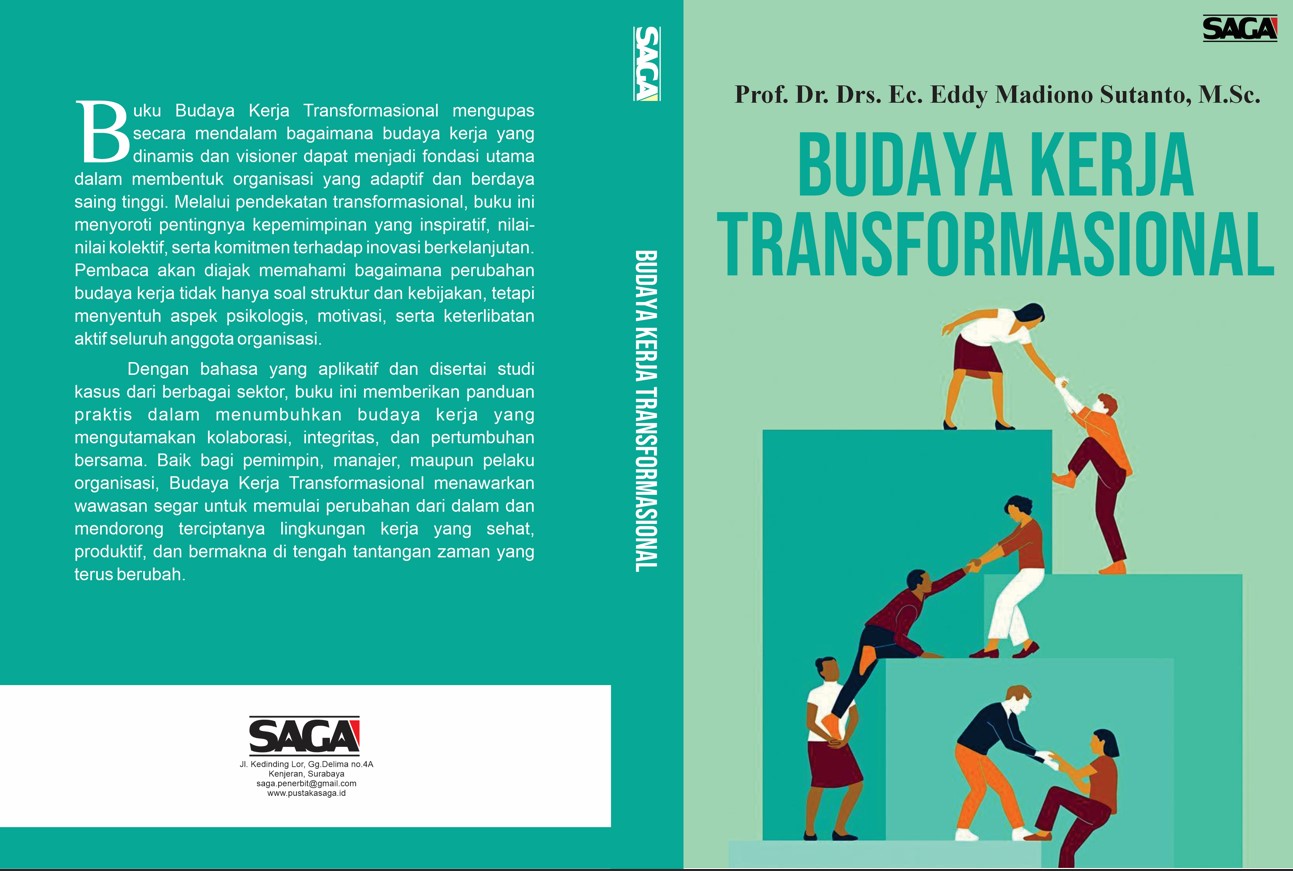 Buku Budaya Kerja Transformasional mengupas
secara mendalam bagaimana budaya kerja yang
dinamis dan visioner dapat menjadi fondasi utama
dalam membentuk organisasi yang adaptif dan berdaya
saing tinggi. Melalui pendekatan transformasional, buku ini
menyoroti pentingnya kepemimpinan yang inspiratif, nilai-
nilai kolektif, serta komitmen terhadap inovasi berkelanjutan.
Pembaca akan diajak memahami bagaimana perubahan
budaya kerja tidak hanya soal struktur dan kebijakan, tetapi
menyentuh aspek psikologis, motivasi, serta keterlibatan
aktif seluruh anggota organisasi.
Dengan bahasa yang aplikatif dan disertai studi
kasus dari berbagai sektor, buku ini memberikan panduan
praktis dalam menumbuhkan budaya kerja yang
mengutamakan kolaborasi, integritas, dan pertumbuhan
bersama. Baik bagi pemimpin, manajer, maupun pelaku
organisasi, Budaya Kerja Transformasional menawarkan
wawasan segar untuk memulai perubahan dari dalam dan
mendorong terciptanya lingkungan kerja yang sehat,
produktif, dan bermakna di tengah tantangan zaman yang
terus berubah.
SAGA
Jl. Kedinding Lor, Gg.Delima no.4A
Kenjeran, Surabaya
saga.penerbit@gmail.com
www.pustakasaga.id
SAGA
BUDAYA KERJA TRANSFORMASIONAL
SAGA
Prof. Dr. Drs. Ec. Eddy Madiono Sutanto, M.Sc.
BUDAYA KERJA
TRANSFORMASIONAL